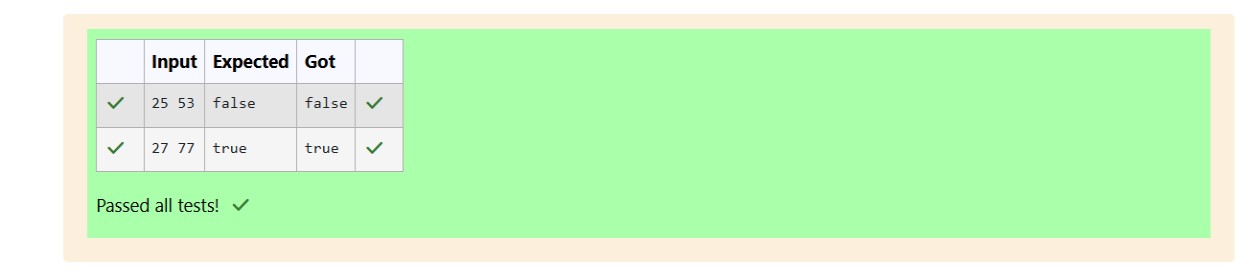 Input Expected Got
25 53 false false
27 77 true true
Passed all tests!